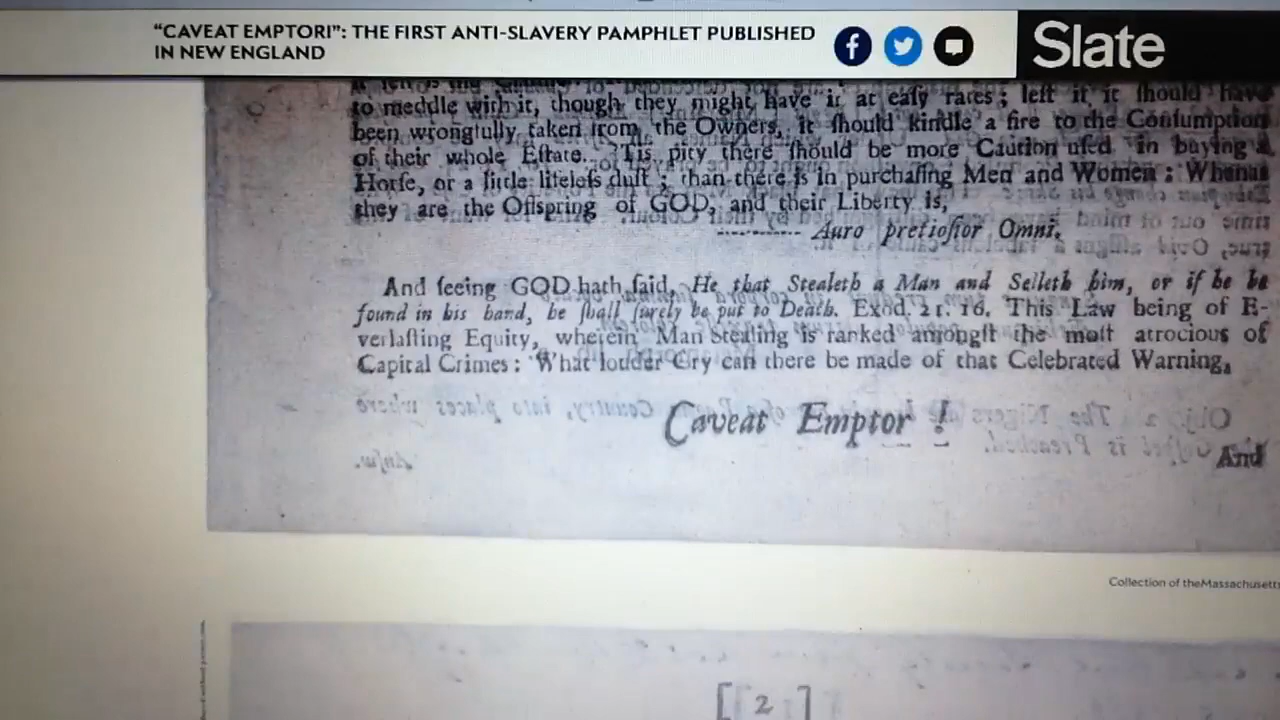 “CAVEAT EMPTOR!”: THE FIRST ANTI-SLAVERY PAMPHLET PUBLISHED
IN NEW ENGLAND
Slate
to meddle with it, though they might have it at eaſy rates; leſt if it ſhould have
been wrongfully taken from the Owners, it ſhould kindle a fire to the Conſumption
of their whole Eſtate. 'Tis pity there ſhould be more Caution uſed in buying a
Horſe, or a little lifeleſs duſt; than there is in purchaſing Men and Women: Whenas
they are the Offſpring of GOD, and their Liberty is,
Auro pretioſior Omni.
And ſeeing GOD hath ſaid, He that Stealeth a Man and Selleth him, or if he be
found in his hand, he ſhall ſurely be put to Death. Exod. 21. 16. This Law being of E-
verlaſting Equity, wherein Man Stealing is ranked amongſt the moſt atrocious of
Capital Crimes: What louder Cry can there be made of that Celebrated Warning,
Caveat Emptor!
And
Collection of theMassachusett
[ 2 ]